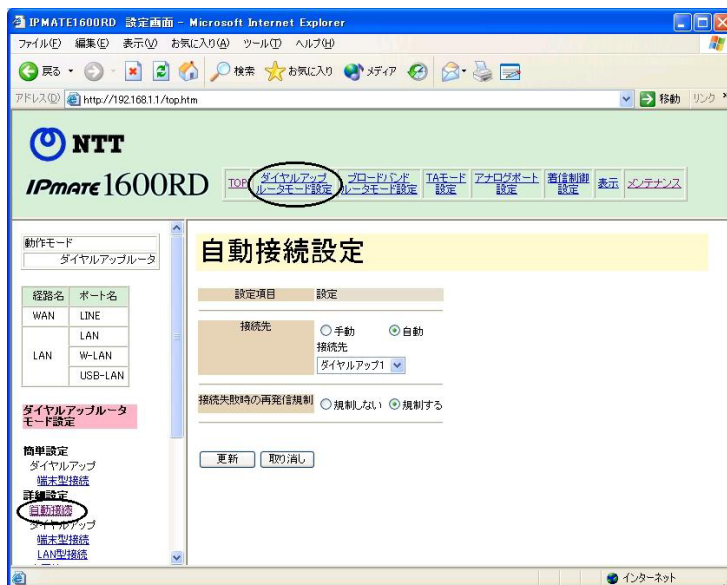 IPMATE1600RD 設定画面 - Microsoft Internet Explorer
ファイル(F) 編集(E) 表示(V) お気に入り(A) ツール(T) ヘルプ(H)
戻る 検索 お気に入り メディア
アドレス(D) http://192.168.1.1/top.htm 移動 リンク »
NTT
IPMATE1600RD
TOP
ダイヤルアップ
ルータモード設定
ブロードバンド
ルータモード設定
TAモード
設定
アナログポート
設定
着信制御
設定
表示
メンテナンス
動作モード
ダイヤルアップルータ
経路名 ポート名
WAN LINE
LAN
LAN W-LAN
USB-LAN
ダイヤルアップルータ
モード設定
簡単設定
ダイヤルアップ
端末型接続
詳細設定
自動接続
ダイヤルアップ
端末型接続
LAN型接続
自動接続設定
設定項目 設定
接続先 手動 自動
接続先
ダイヤルアップ1
接続失敗時の再発信規制 規制しない 規制する
更新 取り消し
インターネット